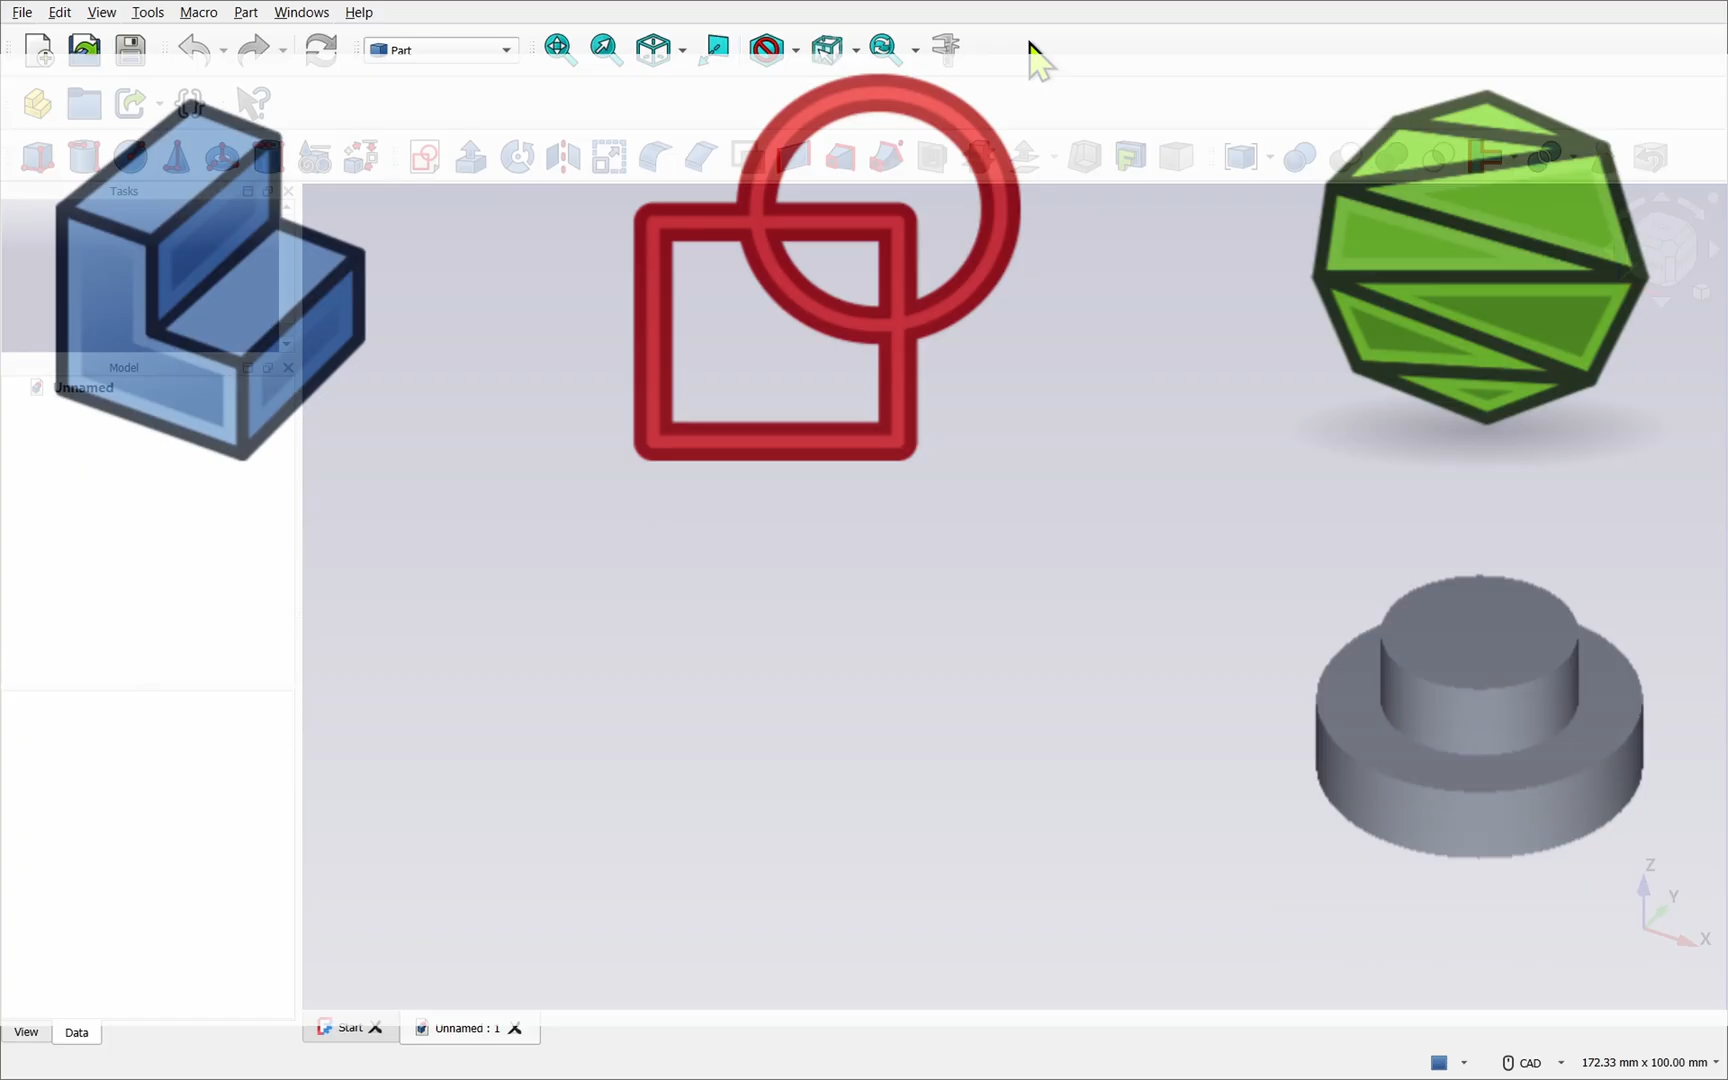 File Edit View Tools Macro Part Windows Help
Part
Tasks
Model
Unnamed
Z
Y
X
View Data
Start Unnamed : 1
CAD 172.33 mm x 100.00 mm